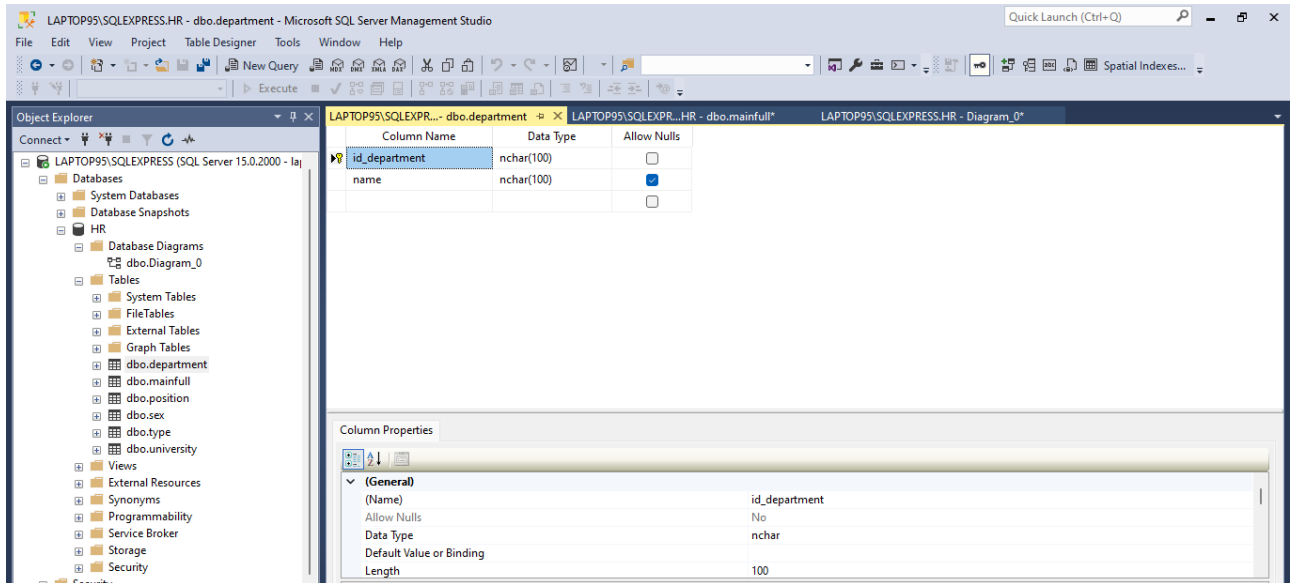 LAPTOP95\SQLEXPRESS.HR - dbo.department - Microsoft SQL Server Management Studio
Quick Launch (Ctrl+Q)
File Edit View Project Table Designer Tools Window Help
New Query MDX DMX XMLA DAX Spatial Indexes...
Execute
Object Explorer
LAPTOP95\SQLEXPR...- dbo.department LAPTOP95\SQLEXPR...HR - dbo.mainfull* LAPTOP95\SQLEXPRESS.HR - Diagram_0*
Connect
LAPTOP95\SQLEXPRESS (SQL Server 15.0.2000 - lap
Databases
System Databases
Database Snapshots
HR
Database Diagrams
dbo.Diagram_0
Tables
System Tables
FileTables
External Tables
Graph Tables
dbo.department
dbo.mainfull
dbo.position
dbo.sex
dbo.type
dbo.university
Views
External Resources
Synonyms
Programmability
Service Broker
Storage
Security
Column Name Data Type Allow Nulls
id_department nchar(100)
name nchar(100)
Column Properties
(General)
(Name) id_department
Allow Nulls No
Data Type nchar
Default Value or Binding
Length 100